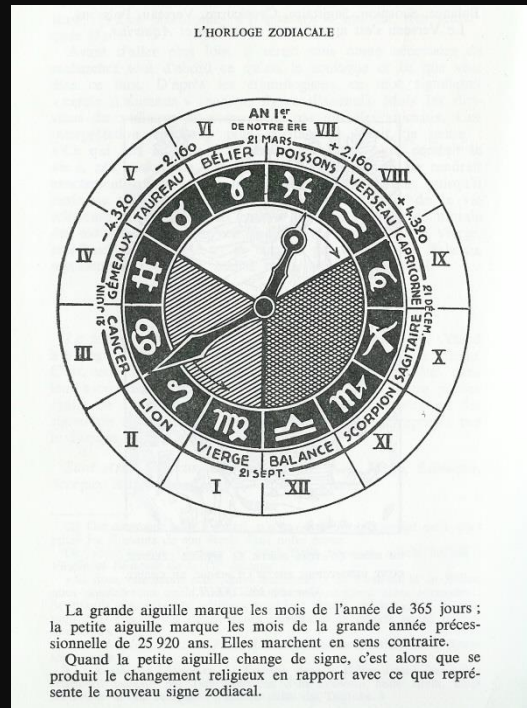 L'HORLOGE ZODIACALE
AN 1er
DE NOTRE ÈRE
21 MARS
VI
VII
VIII
IX
X
XI
XII
I
II
III
IV
V
-2.160
+2.160
+4.320
-4.320
BÉLIER
POISSONS
VERSEAU
CAPRICORNE
21 DÉCEM.
SAGITAIRE
SCORPION
BALANCE
21 SEPT.
VIERGE
LION
CANCER
21 JUIN
GÉMEAUX
TAUREAU
La grande aiguille marque les mois de l'année de 365 jours ;
la petite aiguille marque les mois de la grande année préces-
sionnelle de 25 920 ans. Elles marchent en sens contraire.
Quand la petite aiguille change de signe, c'est alors que se
produit le changement religieux en rapport avec ce que repré-
sente le nouveau signe zodiacal.